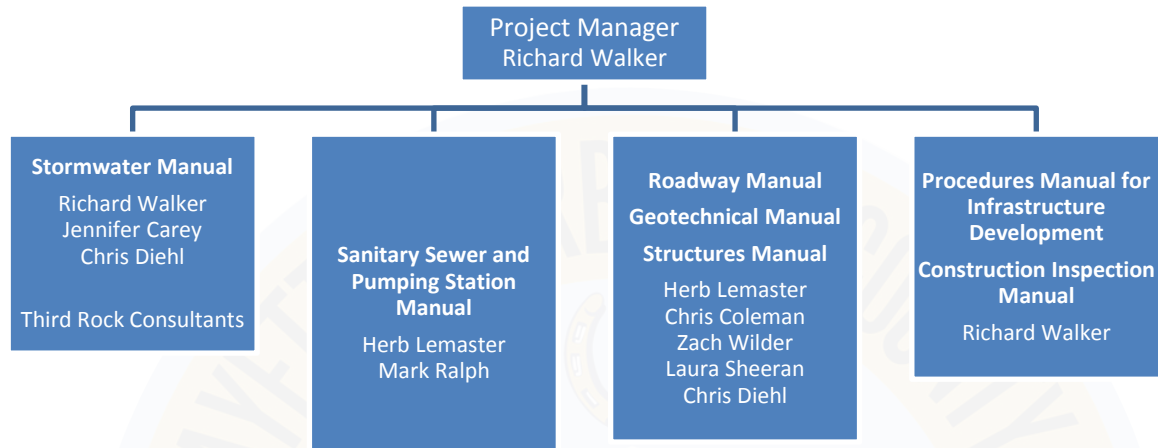 Project Manager
Richard Walker
Stormwater Manual
Richard Walker
Jennifer Carey
Chris Diehl
Third Rock Consultants
Sanitary Sewer and
Pumping Station
Manual
Herb Lemaster
Mark Ralph
Roadway Manual
Geotechnical Manual
Structures Manual
Herb Lemaster
Chris Coleman
Zach Wilder
Laura Sheeran
Chris Diehl
Procedures Manual for
Infrastructure
Development
Construction Inspection
Manual
Richard Walker